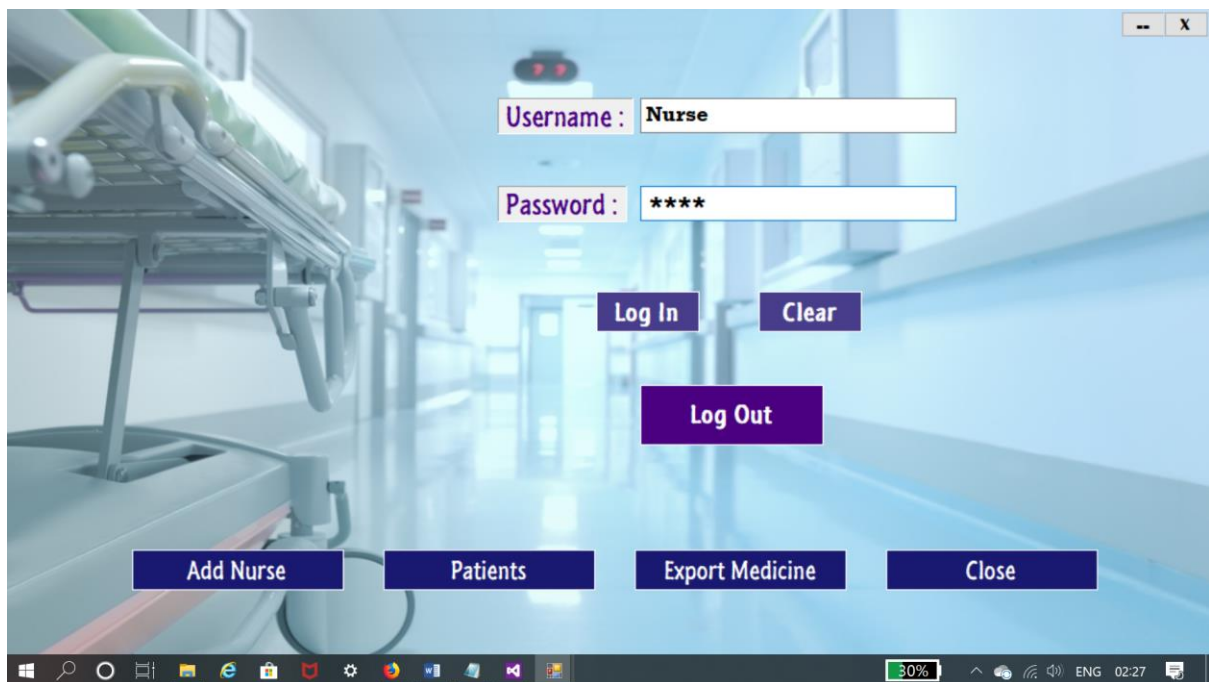 -- X
Username : Nurse
Password : ****
Log In Clear
Log Out
Add Nurse Patients Export Medicine Close
30% ENG 02:27